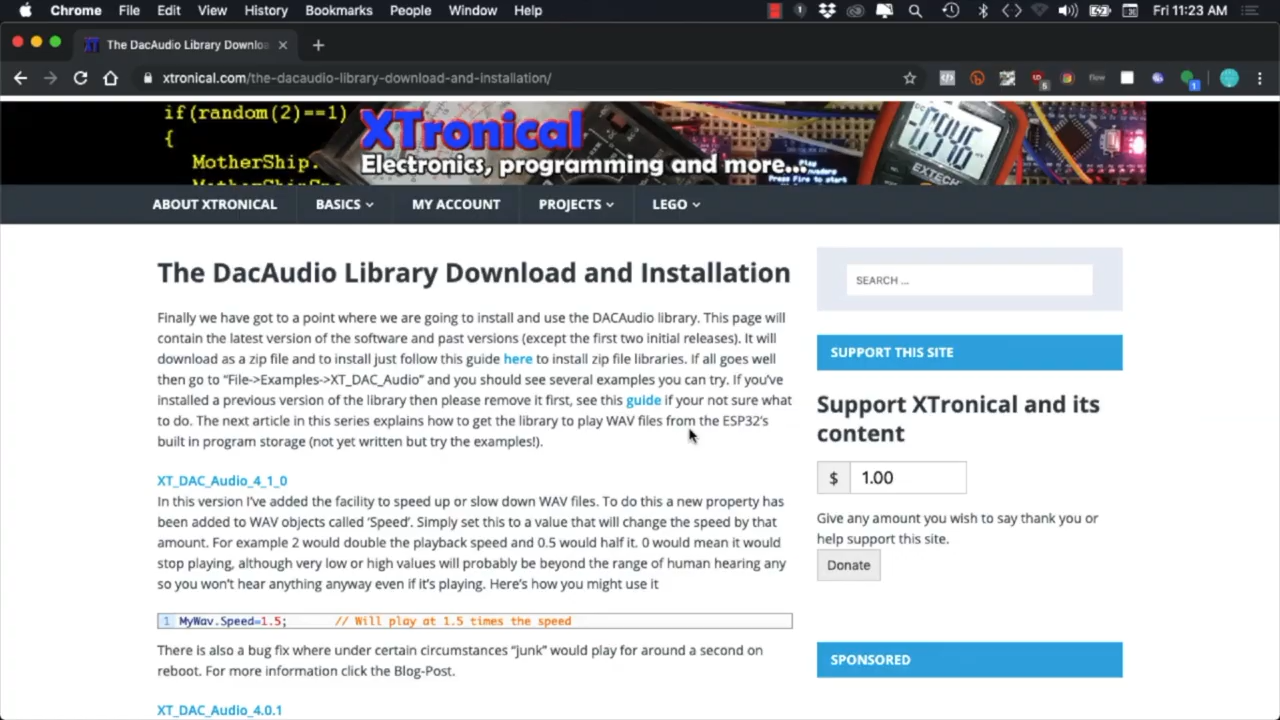 Chrome File Edit View History Bookmarks People Window Help
Fri 11:23 AM
The DacAudio Library Downlo
xtronical.com/the-dacaudio-library-download-and-installation/
flow
5
1
if(random(2)==1)
{
MotherShip.
XTronical
Electronics, programming and more...
Play
Press Fire to start
EXTECH
ABOUT XTRONICAL BASICS MY ACCOUNT PROJECTS LEGO
The DacAudio Library Download and Installation
Finally we have got to a point where we are going to install and use the DACAudio library. This page will
contain the latest version of the software and past versions (except the first two initial releases). It will
download as a zip file and to install just follow this guide here to install zip file libraries. If all goes well
then go to “File->Examples->XT_DAC_Audio” and you should see several examples you can try. If you’ve
installed a previous version of the library then please remove it first, see this guide if your not sure what
to do. The next article in this series explains how to get the library to play WAV files from the ESP32’s
built in program storage (not yet written but try the examples!).
XT_DAC_Audio_4_1_0
In this version I’ve added the facility to speed up or slow down WAV files. To do this a new property has
been added to WAV objects called ‘Speed’. Simply set this to a value that will change the speed by that
amount. For example 2 would double the playback speed and 0.5 would half it. 0 would mean it would
stop playing, although very low or high values will probably be beyond the range of human hearing any
so you won’t hear anything anyway even if it’s playing. Here’s how you might use it
1 MyWav.Speed=1.5; // Will play at 1.5 times the speed
There is also a bug fix where under certain circumstances “junk” would play for around a second on
reboot. For more information click the Blog-Post.
XT_DAC_Audio_4.0.1
SEARCH ...
SUPPORT THIS SITE
Support XTronical and its
content
$ 1.00
Give any amount you wish to say thank you or
help support this site.
Donate
SPONSORED